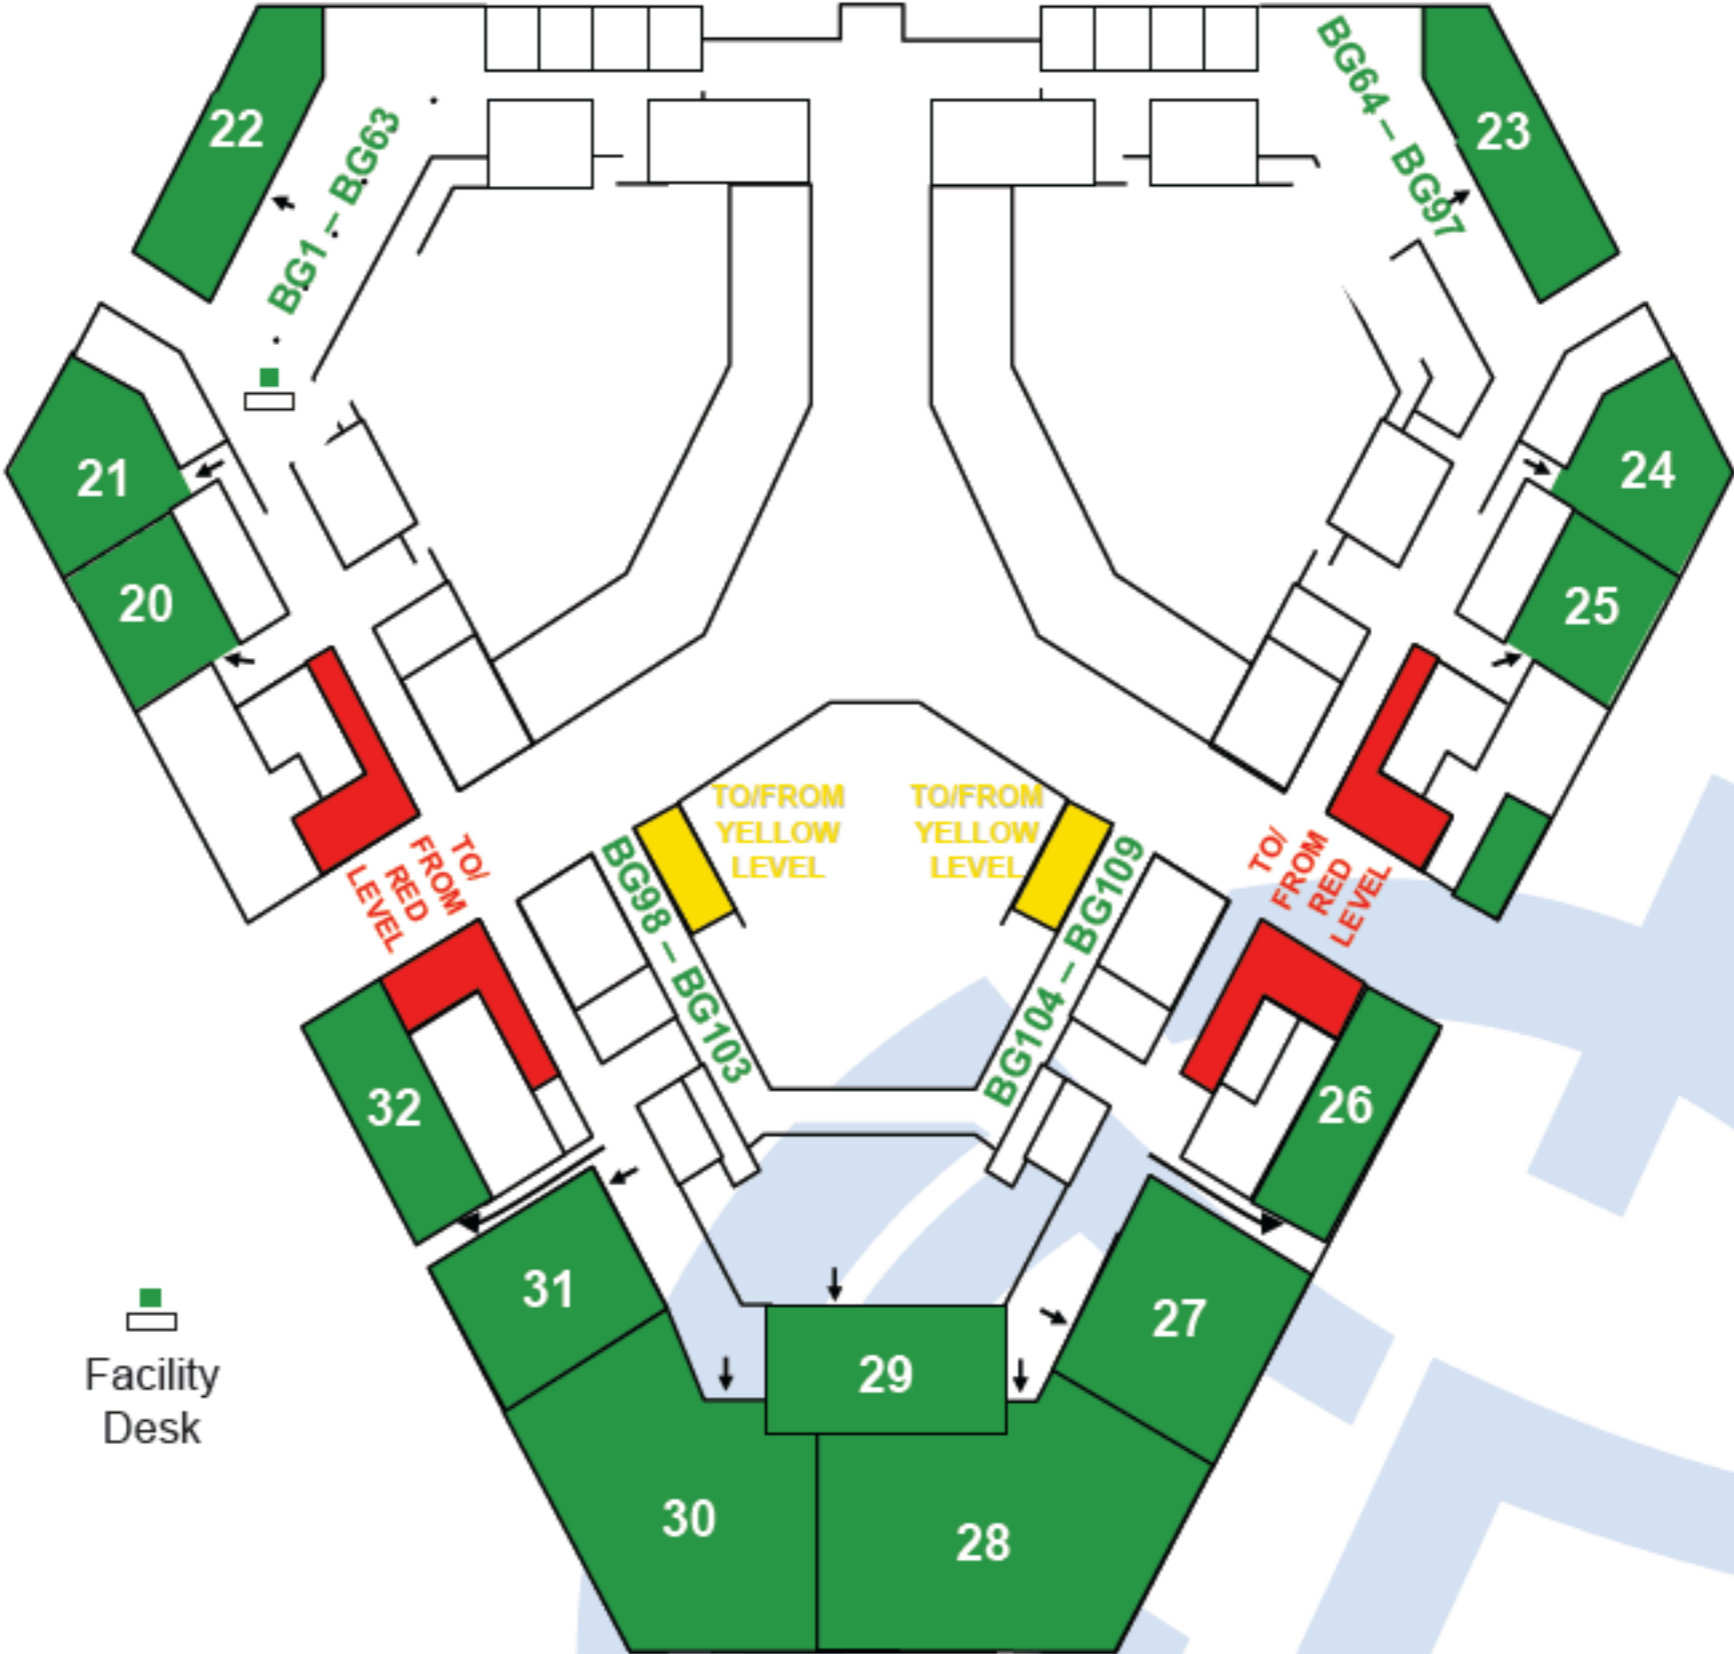 22
BG1 – BG63
BG64 – BG97
23
21
20
24
25
TO/FROM
YELLOW
LEVEL
TO/FROM
YELLOW
LEVEL
TO/
FROM
RED
LEVEL
BG98 – BG103
BG104 – BG109
TO/
FROM
RED
LEVEL
32
26
31
29
27
30
28
Facility
Desk